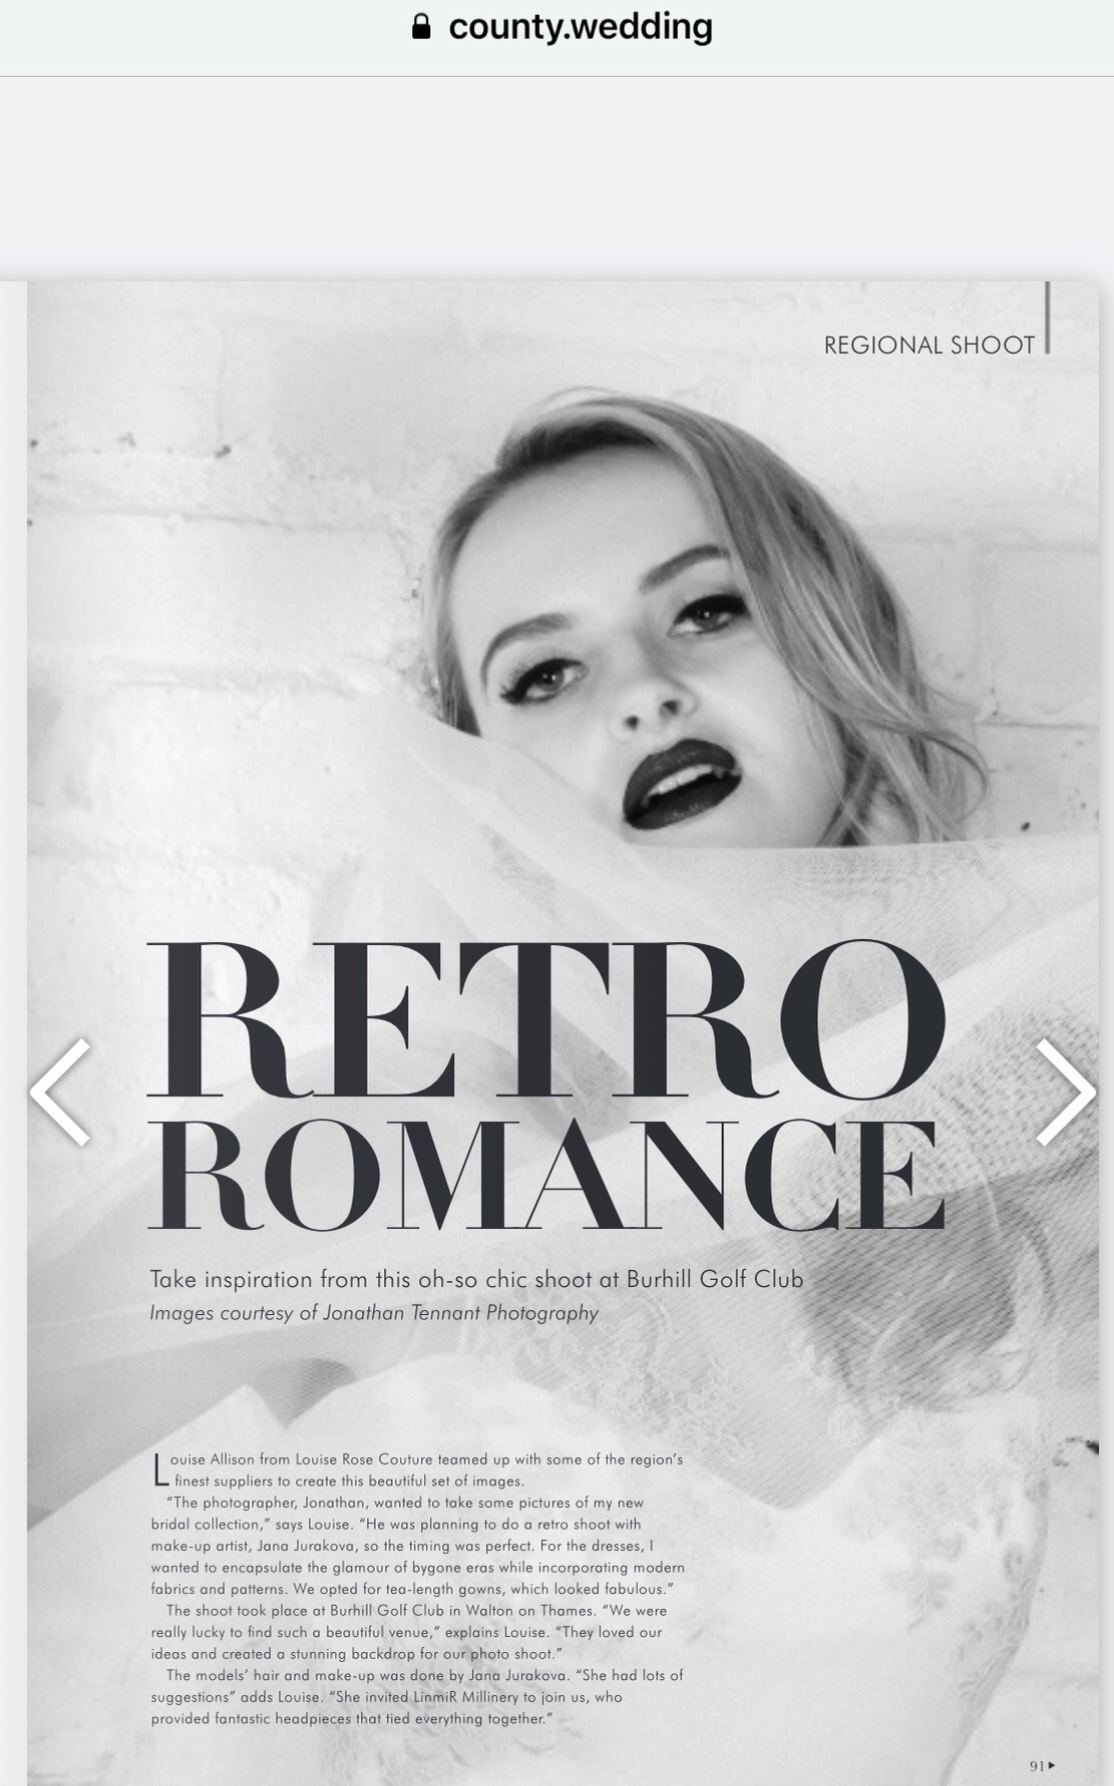 county.wedding
REGIONAL SHOOT
RETRO
ROMANCE
Take inspiration from this oh-so chic shoot at Burhill Golf Club
Images courtesy of Jonathan Tennant Photography
Louise Allison from Louise Rose Couture teamed up with some of the region's
finest suppliers to create this beautiful set of images.
"The photographer, Jonathan, wanted to take some pictures of my new
bridal collection," says Louise. "He was planning to do a retro shoot with
make-up artist, Jana Jurakova, so the timing was perfect. For the dresses, I
wanted to encapsulate the glamour of bygone eras while incorporating modern
fabrics and patterns. We opted for tea-length gowns, which looked fabulous."
The shoot took place at Burhill Golf Club in Walton on Thames. "We were
really lucky to find such a beautiful venue," explains Louise. "They loved our
ideas and created a stunning backdrop for our photo shoot."
The models' hair and make-up was done by Jana Jurakova. "She had lots of
suggestions" adds Louise. "She invited LinmiR Millinery to join us, who
provided fantastic headpieces that tied everything together."
91